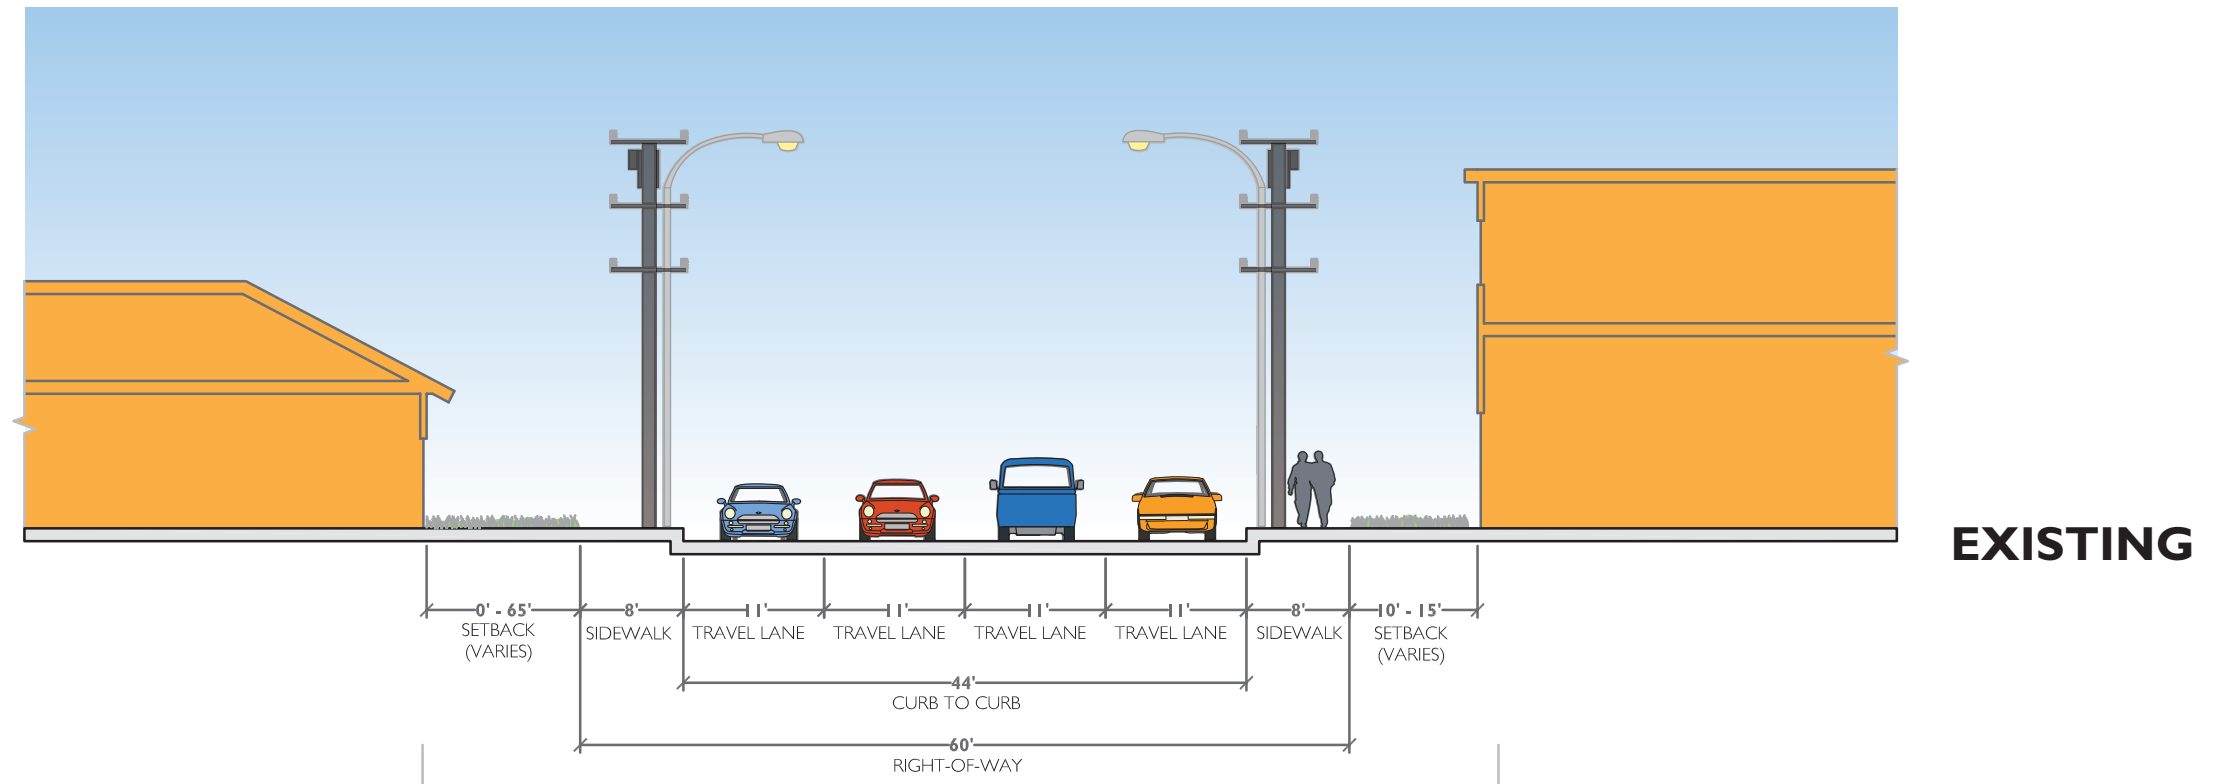 EXISTING
0' - 65'
SETBACK
(VARIES)
8'
SIDEWALK
11'
TRAVEL LANE
11'
TRAVEL LANE
11'
TRAVEL LANE
11'
TRAVEL LANE
8'
SIDEWALK
10' - 15'
SETBACK
(VARIES)
44'
CURB TO CURB
60'
RIGHT-OF-WAY